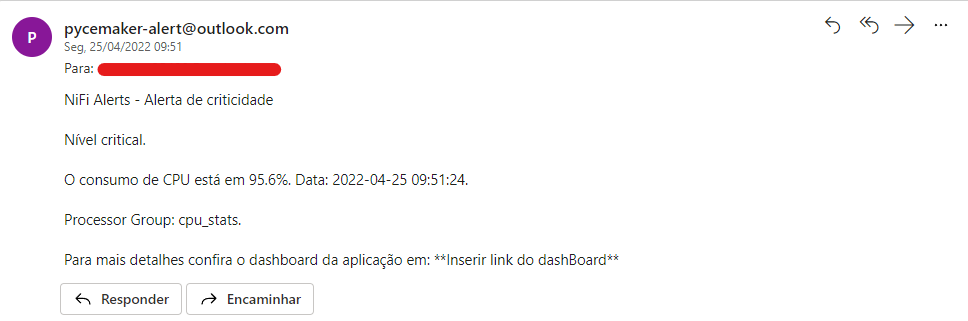 P
pycemaker-alert@outlook.com
Seg, 25/04/2022 09:51
Para:
NiFi Alerts - Alerta de criticidade
Nível critical.
O consumo de CPU está em 95.6%. Data: 2022-04-25 09:51:24.
Processor Group: cpu_stats.
Para mais detalhes confira o dashboard da aplicação em: **Inserir link do dashBoard**
Responder
Encaminhar